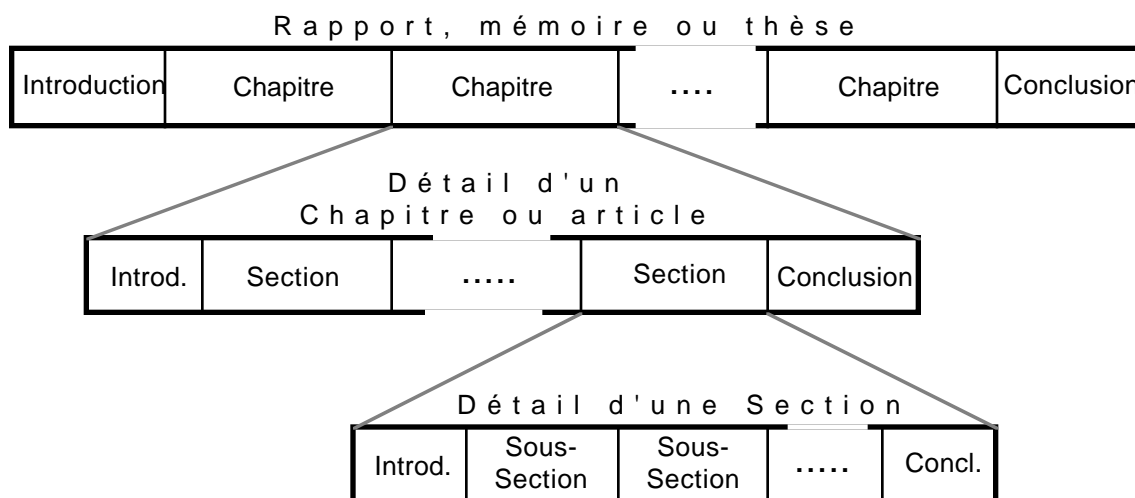 Rapport, mémoire ou thèse
Introduction Chapitre Chapitre .... Chapitre Conclusion
Détail d'un
Chapitre ou article
Introd. Section ..... Section Conclusion
Détail d'une Section
Introd. Sous- Sous- ..... Concl.
Section Section